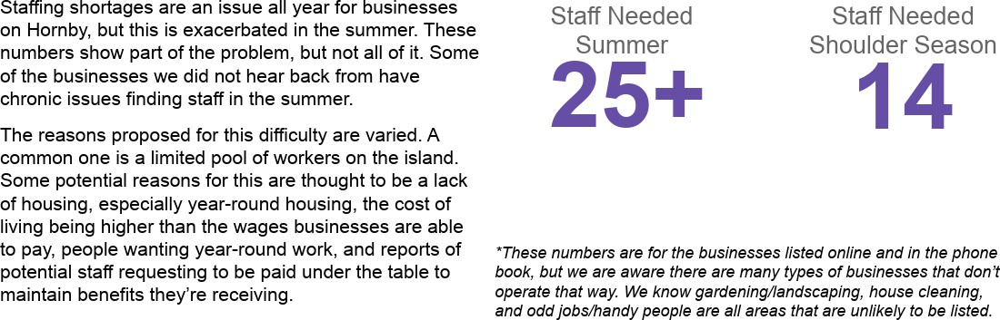 Staffing shortages are an issue all year for businesses
on Hornby, but this is exacerbated in the summer. These
numbers show part of the problem, but not all of it. Some
of the businesses we did not hear back from have
chronic issues finding staff in the summer.
The reasons proposed for this difficulty are varied. A
common one is a limited pool of workers on the island.
Some potential reasons for this are thought to be a lack
of housing, especially year-round housing, the cost of
living being higher than the wages businesses are able
to pay, people wanting year-round work, and reports of
potential staff requesting to be paid under the table to
maintain benefits they’re receiving.
Staff Needed
Summer
25+
Staff Needed
Shoulder Season
14
*These numbers are for the businesses listed online and in the phone
book, but we are aware there are many types of businesses that don’t
operate that way. We know gardening/landscaping, house cleaning,
and odd jobs/handy people are all areas that are unlikely to be listed.